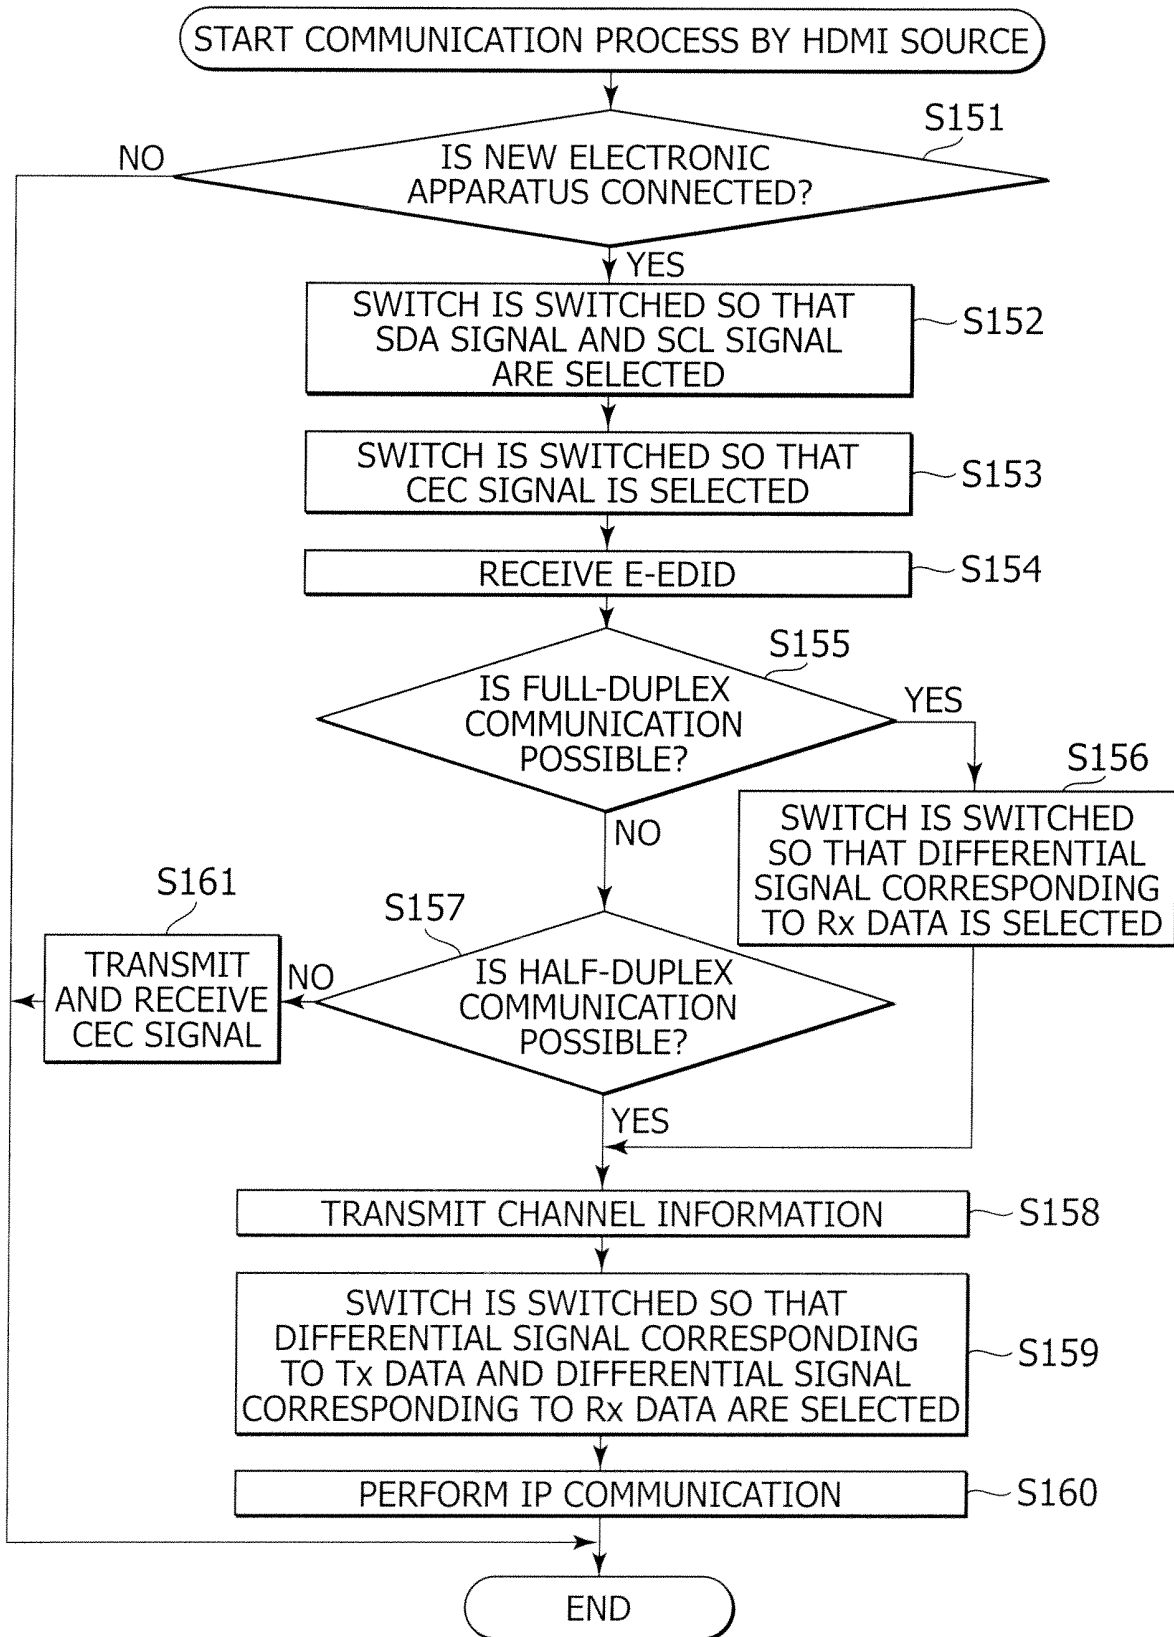 START COMMUNICATION PROCESS BY HDMI SOURCE
S151
NO
IS NEW ELECTRONIC
APPARATUS CONNECTED?
YES
SWITCH IS SWITCHED SO THAT
SDA SIGNAL AND SCL SIGNAL
ARE SELECTED
S152
SWITCH IS SWITCHED SO THAT
CEC SIGNAL IS SELECTED
S153
RECEIVE E-EDID
S154
S155
IS FULL-DUPLEX
COMMUNICATION
POSSIBLE?
YES
NO
S156
SWITCH IS SWITCHED
SO THAT DIFFERENTIAL
SIGNAL CORRESPONDING
TO Rx DATA IS SELECTED
S157
IS HALF-DUPLEX
COMMUNICATION
POSSIBLE?
NO
S161
TRANSMIT
AND RECEIVE
CEC SIGNAL
YES
TRANSMIT CHANNEL INFORMATION
S158
SWITCH IS SWITCHED SO THAT
DIFFERENTIAL SIGNAL CORRESPONDING
TO Tx DATA AND DIFFERENTIAL SIGNAL
CORRESPONDING TO Rx DATA ARE SELECTED
S159
PERFORM IP COMMUNICATION
S160
END